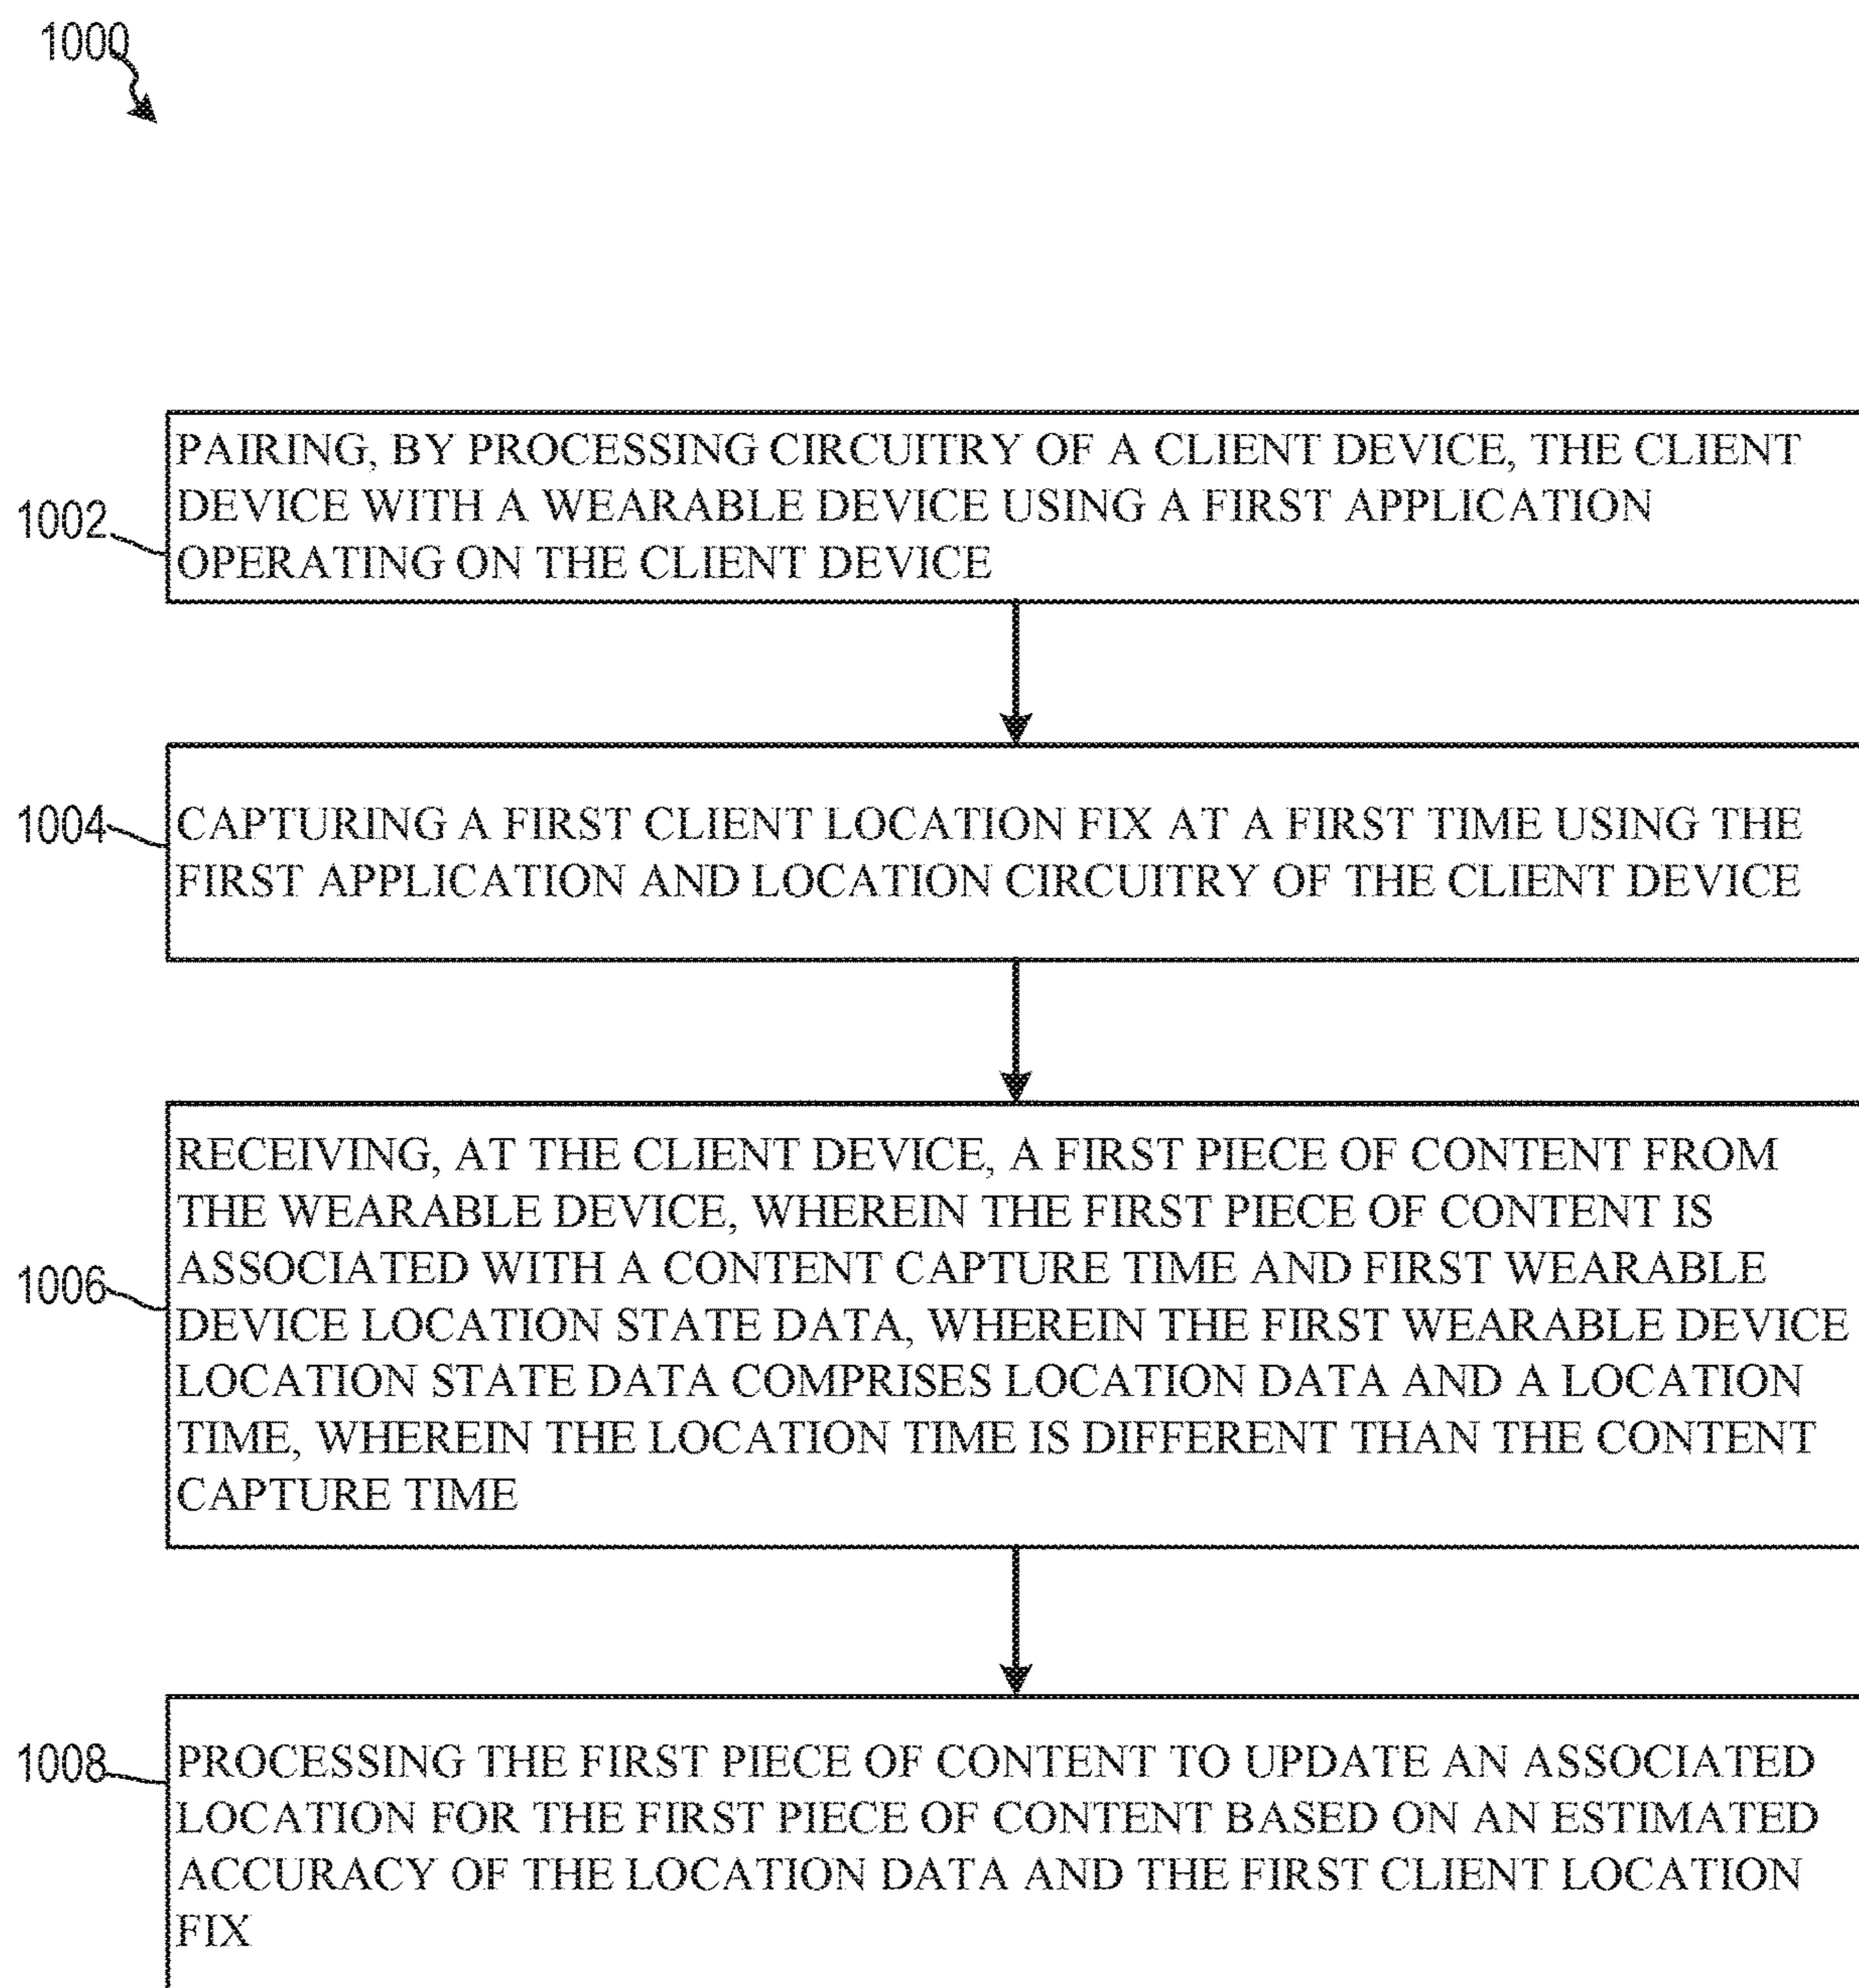 1000
PAIRING, BY PROCESSING CIRCUITRY OF A CLIENT DEVICE, THE CLIENT
DEVICE WITH A WEARABLE DEVICE USING A FIRST APPLICATION
OPERATING ON THE CLIENT DEVICE
1002
CAPTURING A FIRST CLIENT LOCATION FIX AT A FIRST TIME USING THE
FIRST APPLICATION AND LOCATION CIRCUITRY OF THE CLIENT DEVICE
1004
RECEIVING, AT THE CLIENT DEVICE, A FIRST PIECE OF CONTENT FROM
THE WEARABLE DEVICE, WHEREIN THE FIRST PIECE OF CONTENT IS
ASSOCIATED WITH A CONTENT CAPTURE TIME AND FIRST WEARABLE
DEVICE LOCATION STATE DATA, WHEREIN THE FIRST WEARABLE DEVICE
LOCATION STATE DATA COMPRISES LOCATION DATA AND A LOCATION
TIME, WHEREIN THE LOCATION TIME IS DIFFERENT THAN THE CONTENT
CAPTURE TIME
1006
PROCESSING THE FIRST PIECE OF CONTENT TO UPDATE AN ASSOCIATED
LOCATION FOR THE FIRST PIECE OF CONTENT BASED ON AN ESTIMATED
ACCURACY OF THE LOCATION DATA AND THE FIRST CLIENT LOCATION
FIX
1008